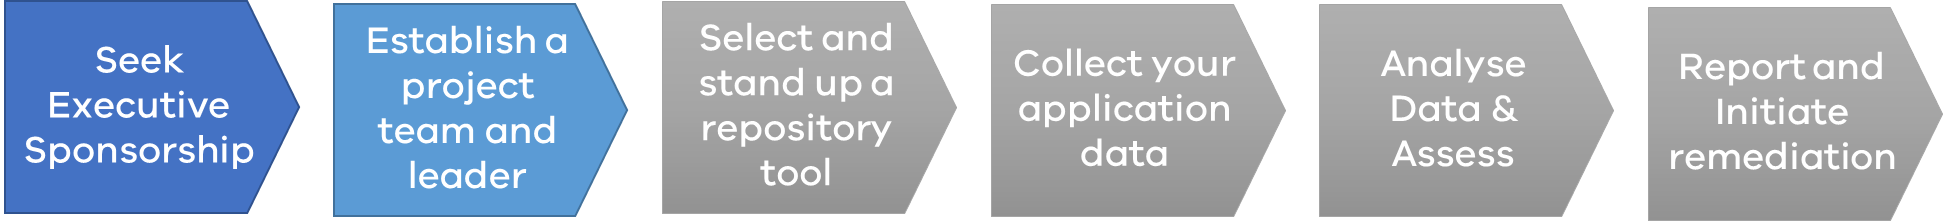 Seek
Executive
Sponsorship
Establish a
project
team and
leader
Select and
stand up a
repository
tool
Collect your
application
data
Analyse
Data &
Assess
Report and
Initiate
remediation